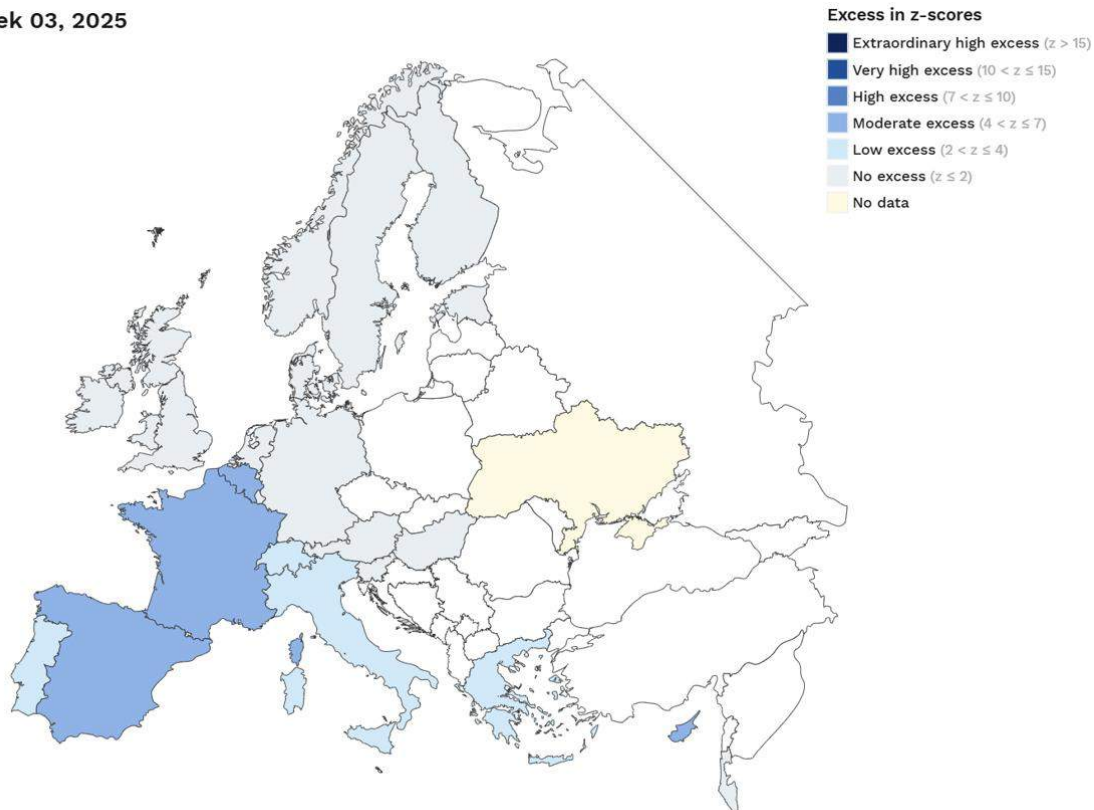 ek 03, 2025
Excess in z-scores
Extraordinary high excess (z > 15)
Very high excess (10 < z ≤ 15)
High excess (7 < z ≤ 10)
Moderate excess (4 < z ≤ 7)
Low excess (2 < z ≤ 4)
No excess (z ≤ 2)
No data